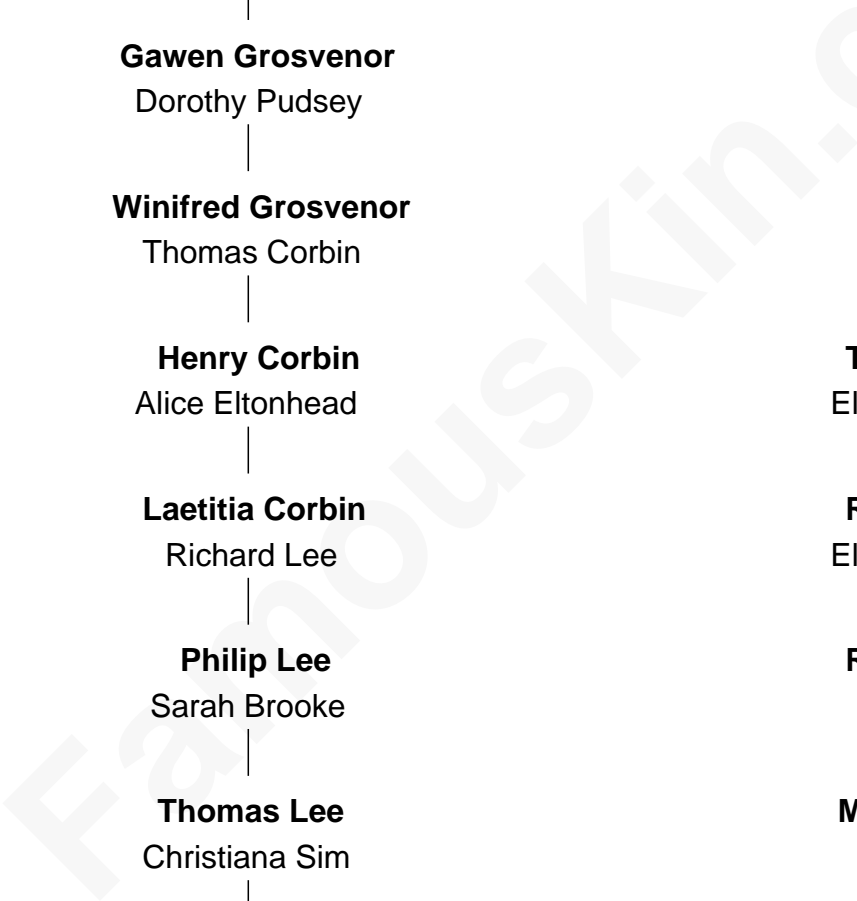 Gawen Grosvenor
Dorothy Pudsey
Winifred Grosvenor
Thomas Corbin
Henry Corbin
Alice Eltonhead
Laetitia Corbin
Richard Lee
Philip Lee
Sarah Brooke
Thomas Lee
Christiana Sim
FamousKin.c